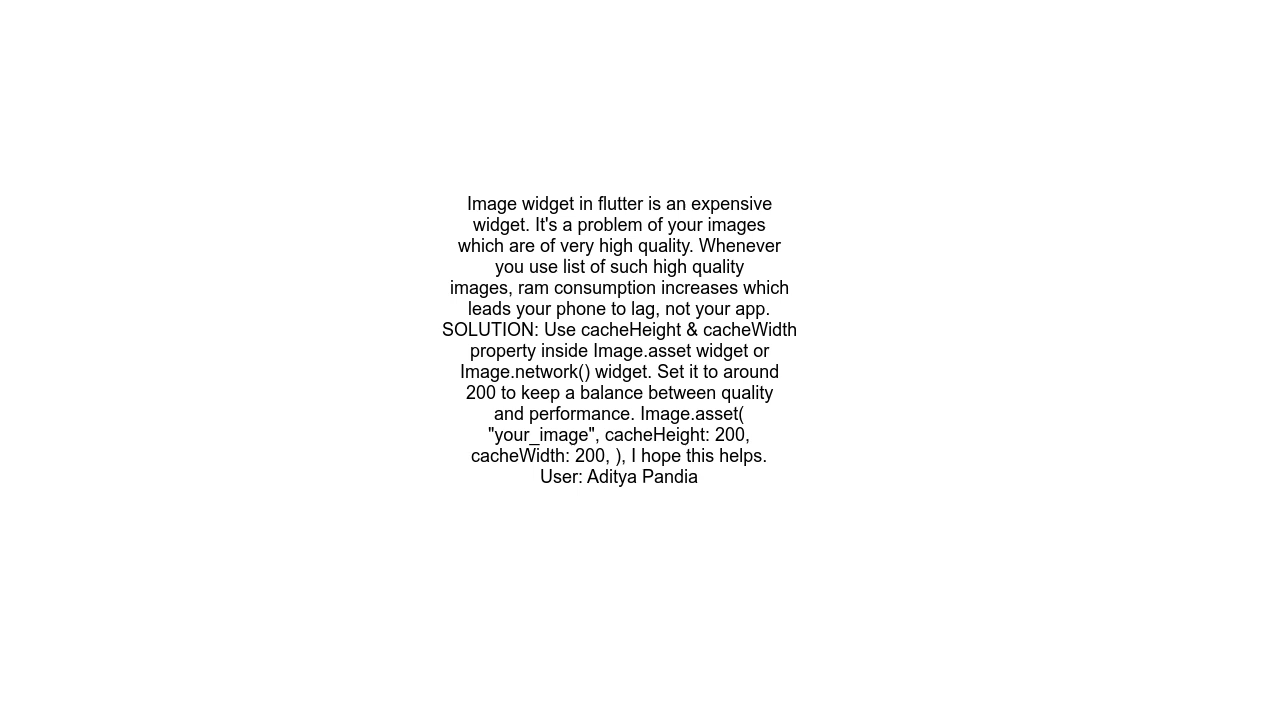 Image widget in flutter is an expensive
widget. It's a problem of your images
which are of very high quality. Whenever
you use list of such high quality
images, ram consumption increases which
leads your phone to lag, not your app.
SOLUTION: Use cacheHeight & cacheWidth
property inside Image.asset widget or
Image.network() widget. Set it to around
200 to keep a balance between quality
and performance. Image.asset(
"your_image", cacheHeight: 200,
cacheWidth: 200, ), I hope this helps.
User: Aditya Pandia